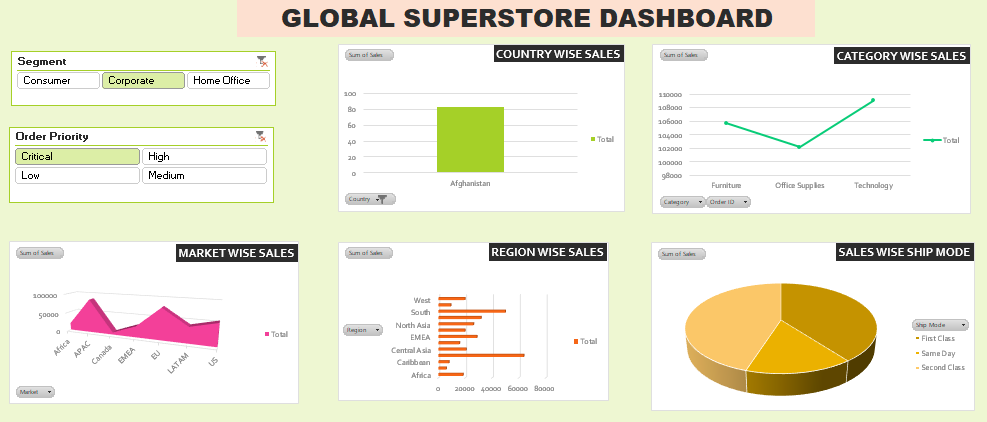 GLOBAL SUPERSTORE DASHBOARD
Segment
Consumer
Corporate
Home Office
Order Priority
Critical
High
Low
Medium
Sum of Sales
COUNTRY WISE SALES
100
80
60
40
20
0
Afghanistan
Total
Country
Sum of Sales
CATEGORY WISE SALES
110000
108000
106000
104000
102000
100000
98000
Furniture
Office Supplies
Technology
Total
Category
Order ID
Sum of Sales
MARKET WISE SALES
100000
50000
0
Africa
APAC
Canada
EMEA
EU
LATAM
US
Total
Market
Sum of Sales
REGION WISE SALES
Region
West
South
North Asia
EMEA
Central Asia
Caribbean
Africa
0
20000
40000
60000
80000
Total
Sum of Sales
SALES WISE SHIP MODE
Ship Mode
First Class
Same Day
Second Class